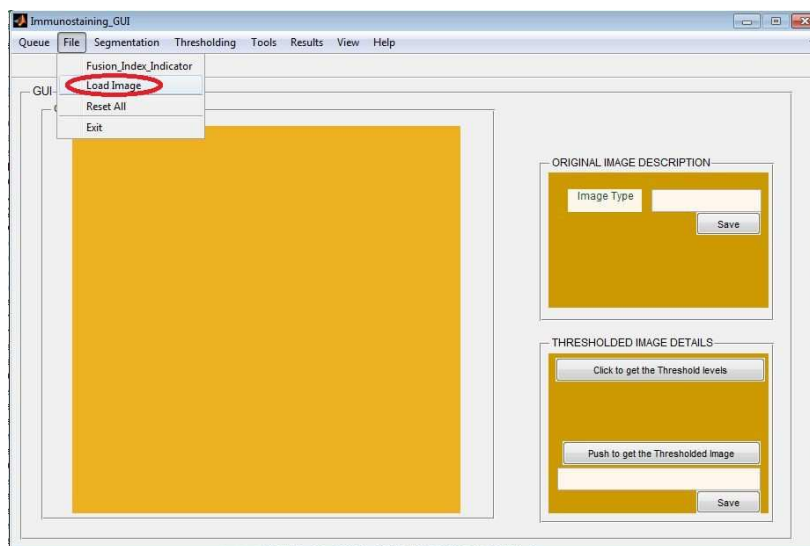 Immunostaining_GUI
Queue File Segmentation Thresholding Tools Results View Help
Fusion_Index_Indicator
Load Image
Reset All
Exit
GUI
ORIGINAL IMAGE DESCRIPTION
Image Type
Save
THRESHOLDED IMAGE DETAILS
Click to get the Threshold levels
Push to get the Thresholded Image
Save